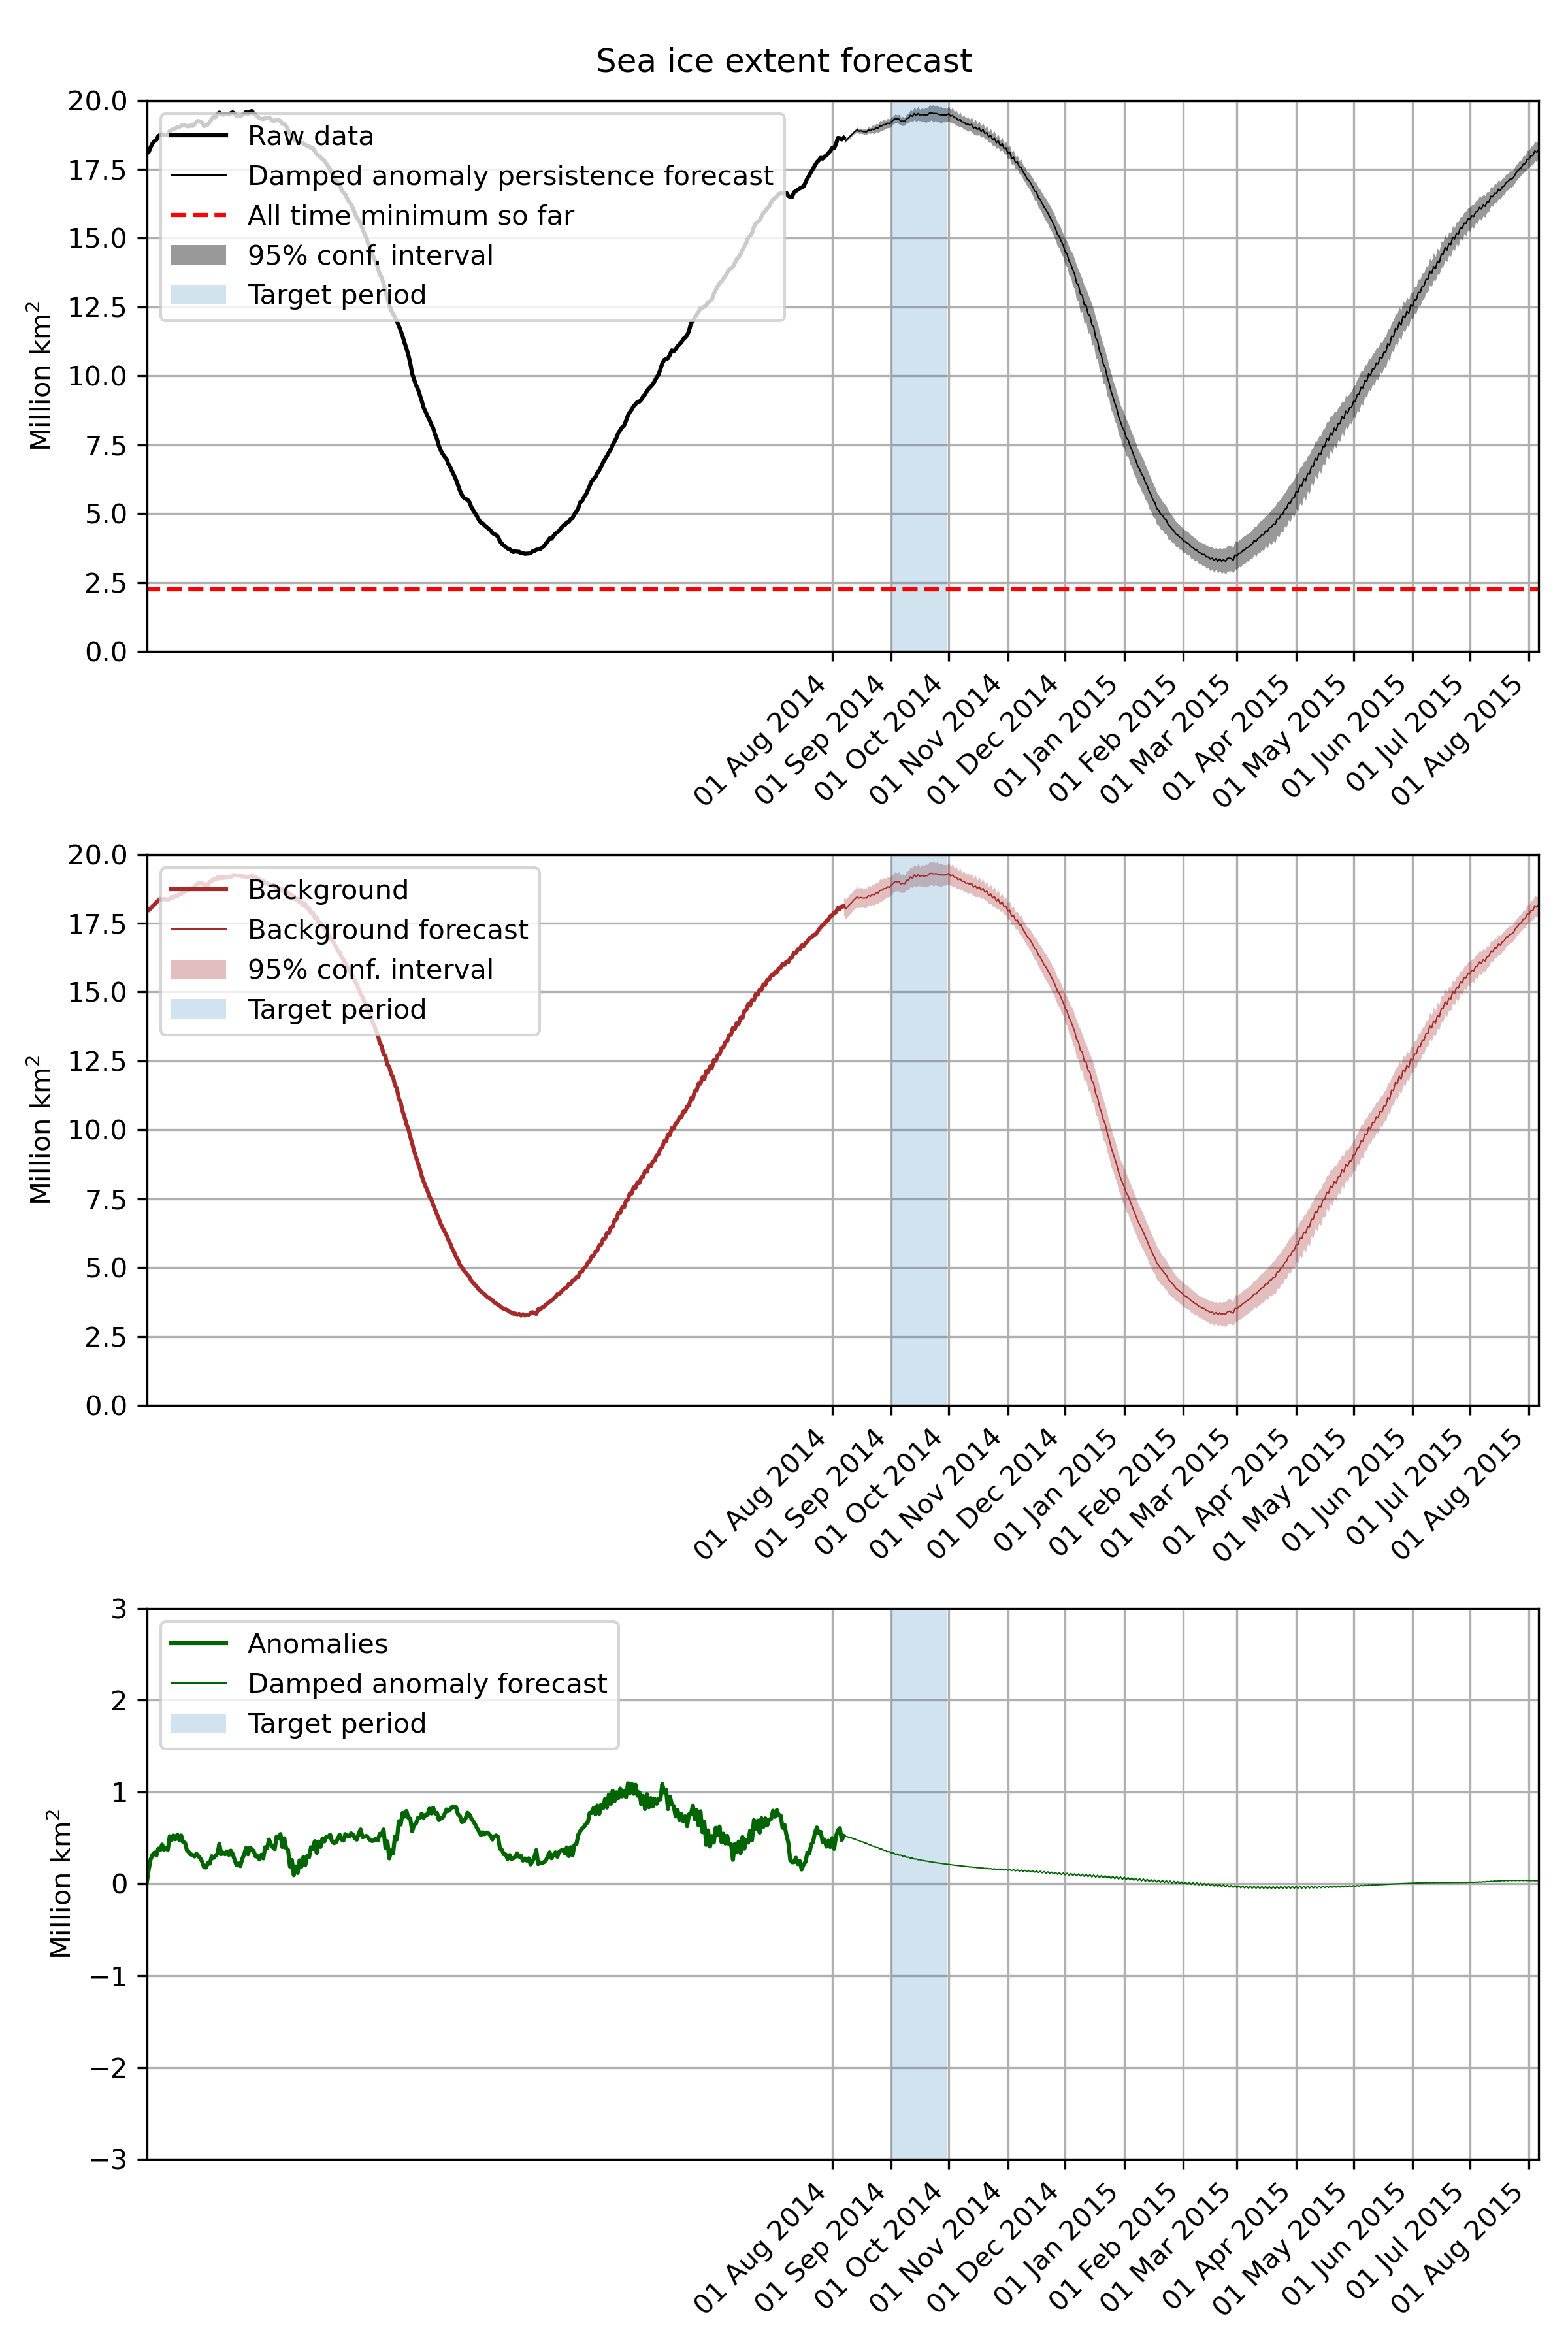 Sea ice extent forecast
20.0
17.5
15.0
12.5
10.0
7.5
5.0
2.5
0.0
Million km²
Raw data
Damped anomaly persistence forecast
All time minimum so far
95% conf. interval
Target period
01 Aug 2014
01 Sep 2014
01 Oct 2014
01 Nov 2014
01 Dec 2014
01 Jan 2015
01 Feb 2015
01 Mar 2015
01 Apr 2015
01 May 2015
01 Jun 2015
01 Jul 2015
01 Aug 2015
20.0
17.5
15.0
12.5
10.0
7.5
5.0
2.5
0.0
Million km²
Background
Background forecast
95% conf. interval
Target period
01 Aug 2014
01 Sep 2014
01 Oct 2014
01 Nov 2014
01 Dec 2014
01 Jan 2015
01 Feb 2015
01 Mar 2015
01 Apr 2015
01 May 2015
01 Jun 2015
01 Jul 2015
01 Aug 2015
3
2
1
0
−1
−2
−3
Million km²
Anomalies
Damped anomaly forecast
Target period
01 Aug 2014
01 Sep 2014
01 Oct 2014
01 Nov 2014
01 Dec 2014
01 Jan 2015
01 Feb 2015
01 Mar 2015
01 Apr 2015
01 May 2015
01 Jun 2015
01 Jul 2015
01 Aug 2015